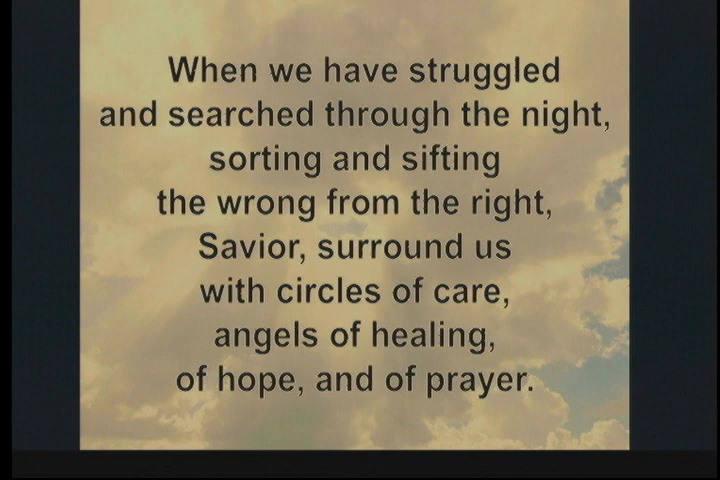 When we have struggled
and searched through the night,
sorting and sifting
the wrong from the right,
Savior, surround us
with circles of care,
angels of healing,
of hope, and of prayer.